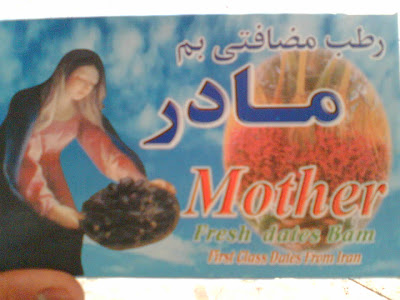 رطب مضافتی بم
مادر
Mother
Fresh dates Bam
First Class Dates From Iran